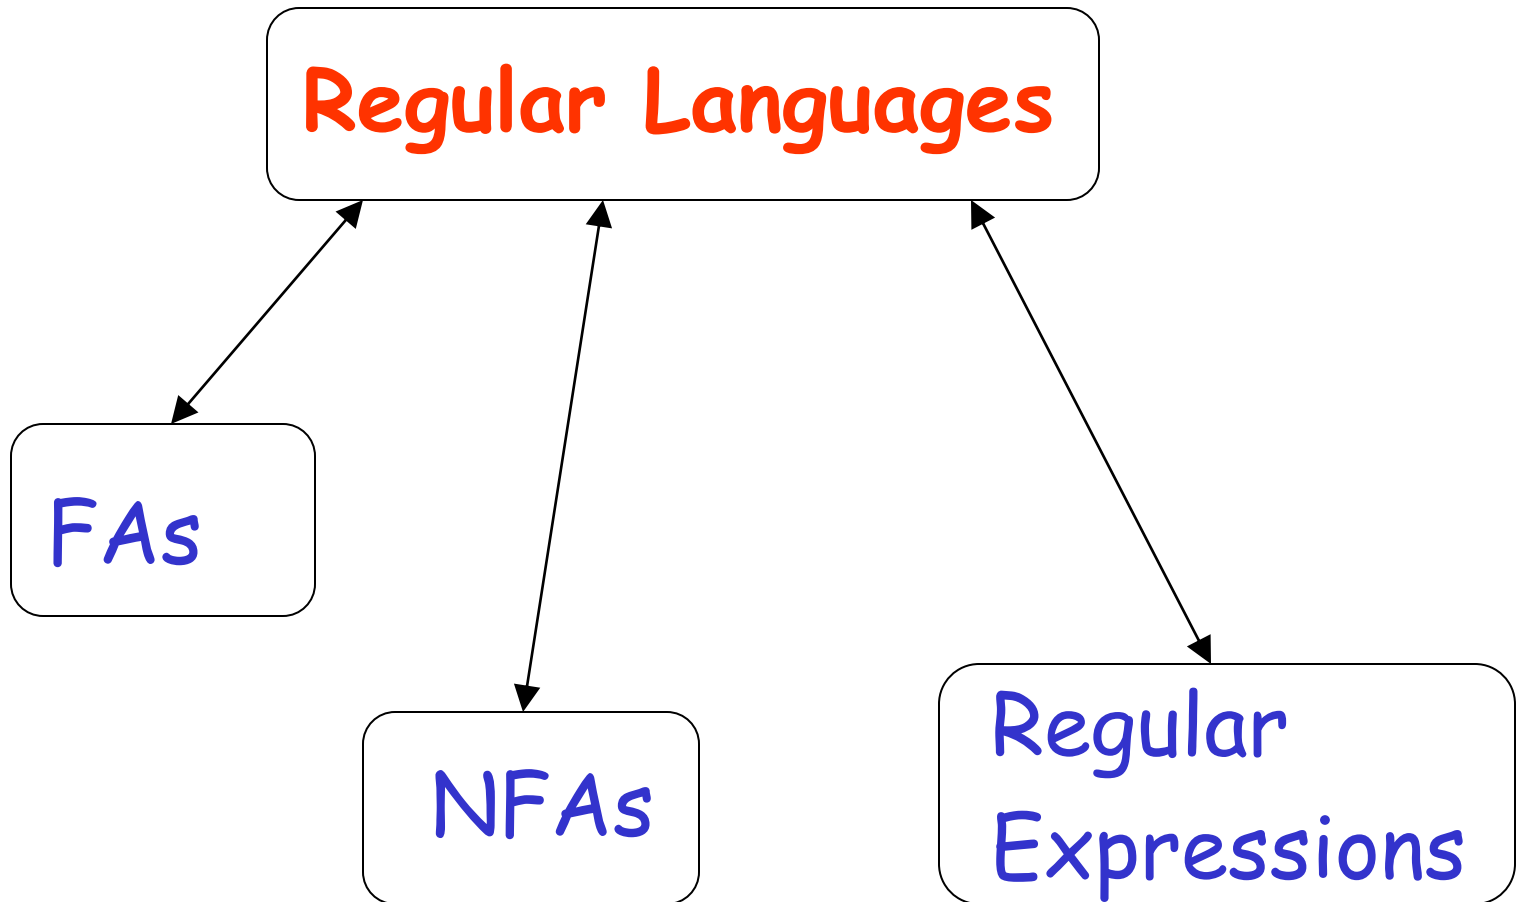 Regular Languages
FAs
NFAs
Regular
Expressions